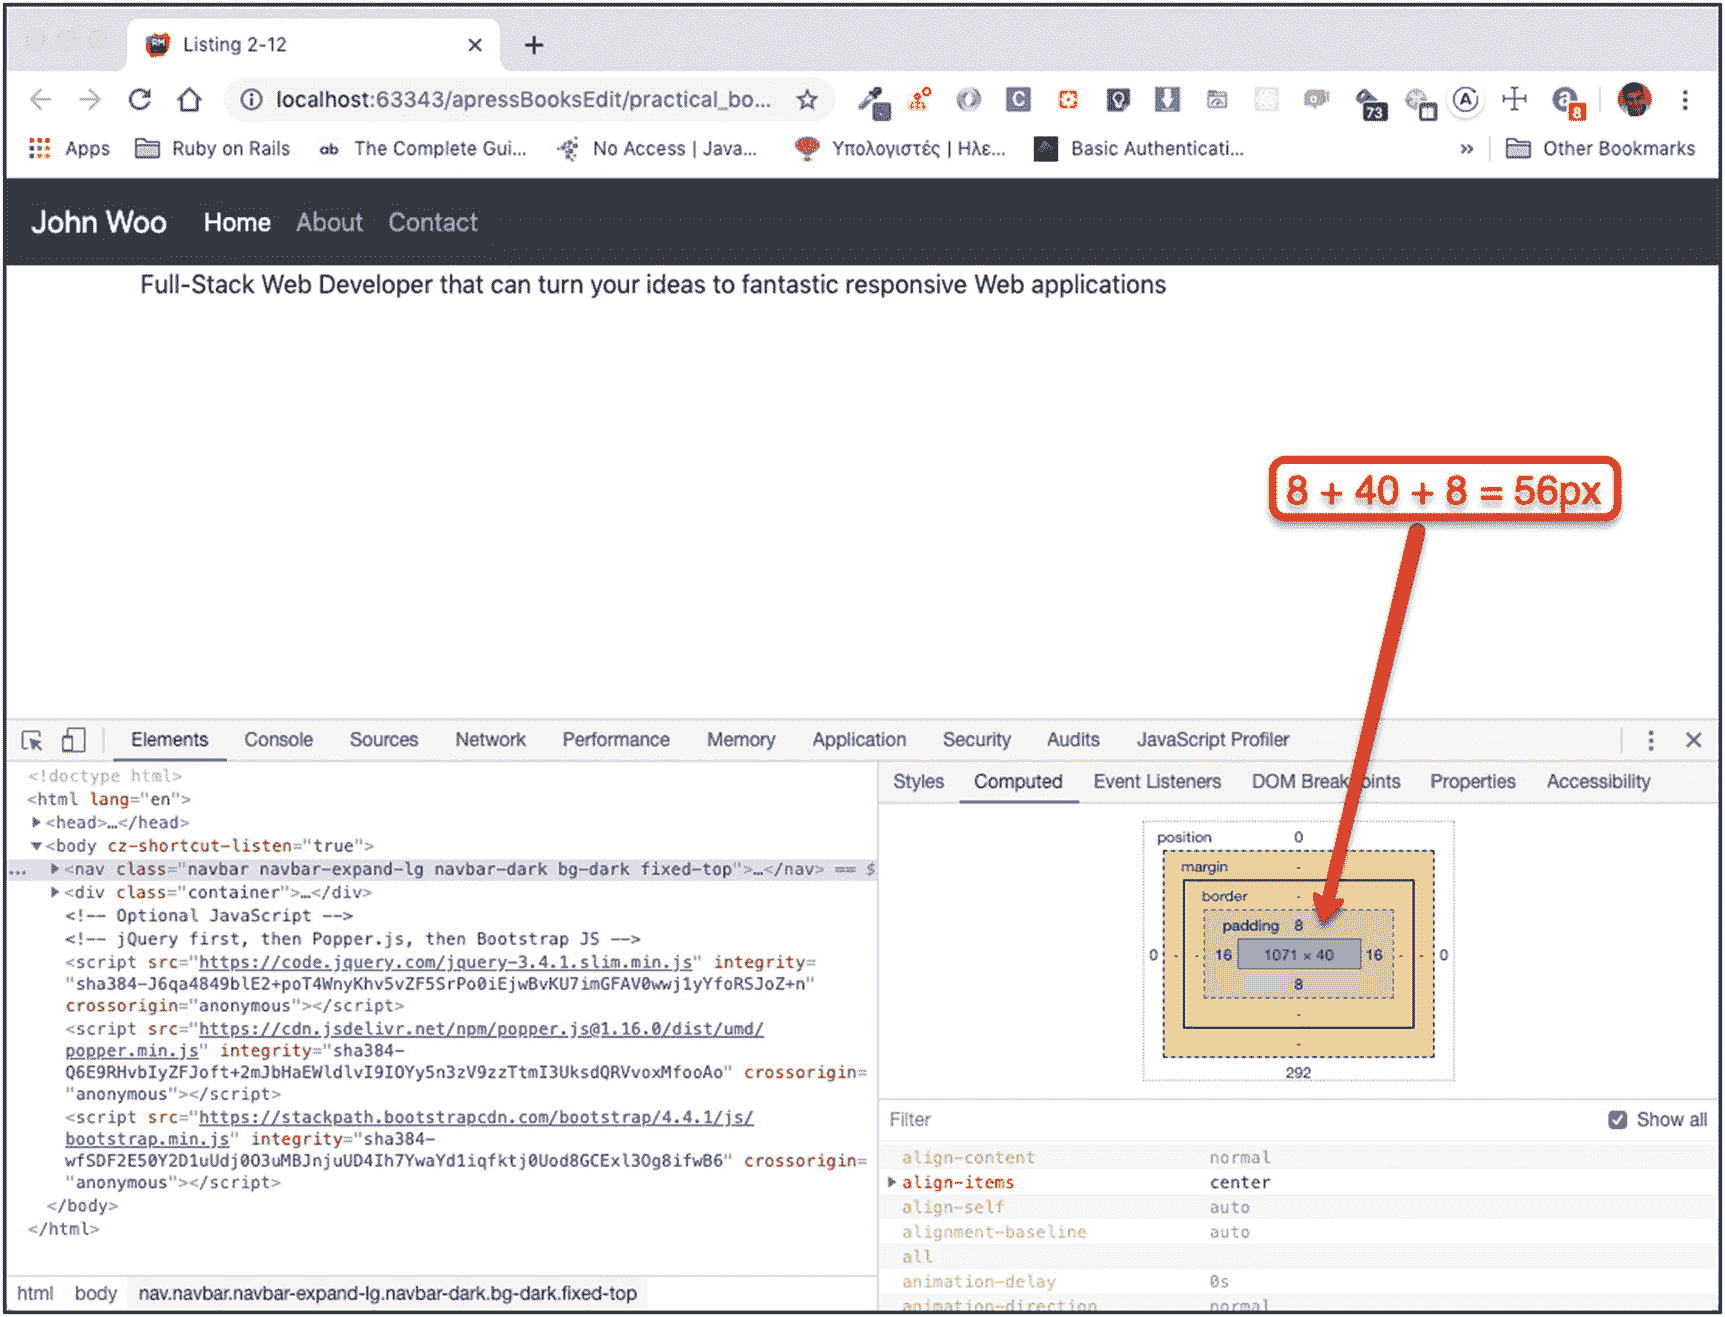 Listing 2-12
localhost:63343/apressBooksEdit/practical_bo...
73
8
Apps
Ruby on Rails
ab The Complete Gui...
No Access | Java...
Υπολογιστές | Ηλε...
Basic Authenticati...
»
Other Bookmarks
John Woo
Home
About
Contact
Full-Stack Web Developer that can turn your ideas to fantastic responsive Web applications
8 + 40 + 8 = 56px
Elements
Console
Sources
Network
Performance
Memory
Application
Security
Audits
JavaScript Profiler
<!doctype html>
<html lang="en">
<head>…</head>
<body cz-shortcut-listen="true">
... <nav class="navbar navbar-expand-lg navbar-dark bg-dark fixed-top">…</nav> == $
<div class="container">…</div>
<!-- Optional JavaScript -->
<!-- jQuery first, then Popper.js, then Bootstrap JS -->
<script src="https://code.jquery.com/jquery-3.4.1.slim.min.js" integrity=
crossorigin="anonymous"></script>
<script src="https://cdn.jsdelivr.net/npm/popper.js@1.16.0/dist/umd/
popper.min.js" integrity="sha384-
crossorigin=
"anonymous"></script>
<script src="https://stackpath.bootstrapcdn.com/bootstrap/4.4.1/js/
bootstrap.min.js" integrity="sha384-
crossorigin=
"anonymous"></script>
</body>
</html>
html
body
nav.navbar.navbar-expand-lg.navbar-dark.bg-dark.fixed-top
Styles
Computed
Event Listeners
Properties
Accessibility
position 0
margin -
border -
padding 8
0 - - 16 1071 × 40 16 - - 0
8
-
-
292
Filter
Show all
align-content normal
align-items center
align-self auto
alignment-baseline auto
all
animation-delay 0s
animation-direction normal